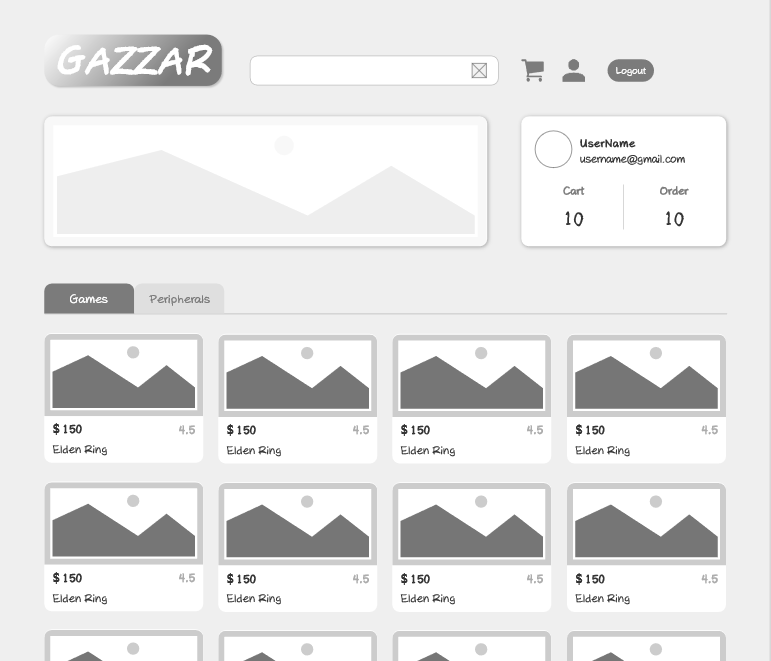 GAZZAR
Logout
UserName
username@gmail.com
Cart Order
10 10
Games Peripherals
$ 150 4.5 $ 150 4.5 $ 150 4.5 $ 150 4.5
Elden Ring Elden Ring Elden Ring Elden Ring
$ 150 4.5 $ 150 4.5 $ 150 4.5 $ 150 4.5
Elden Ring Elden Ring Elden Ring Elden Ring